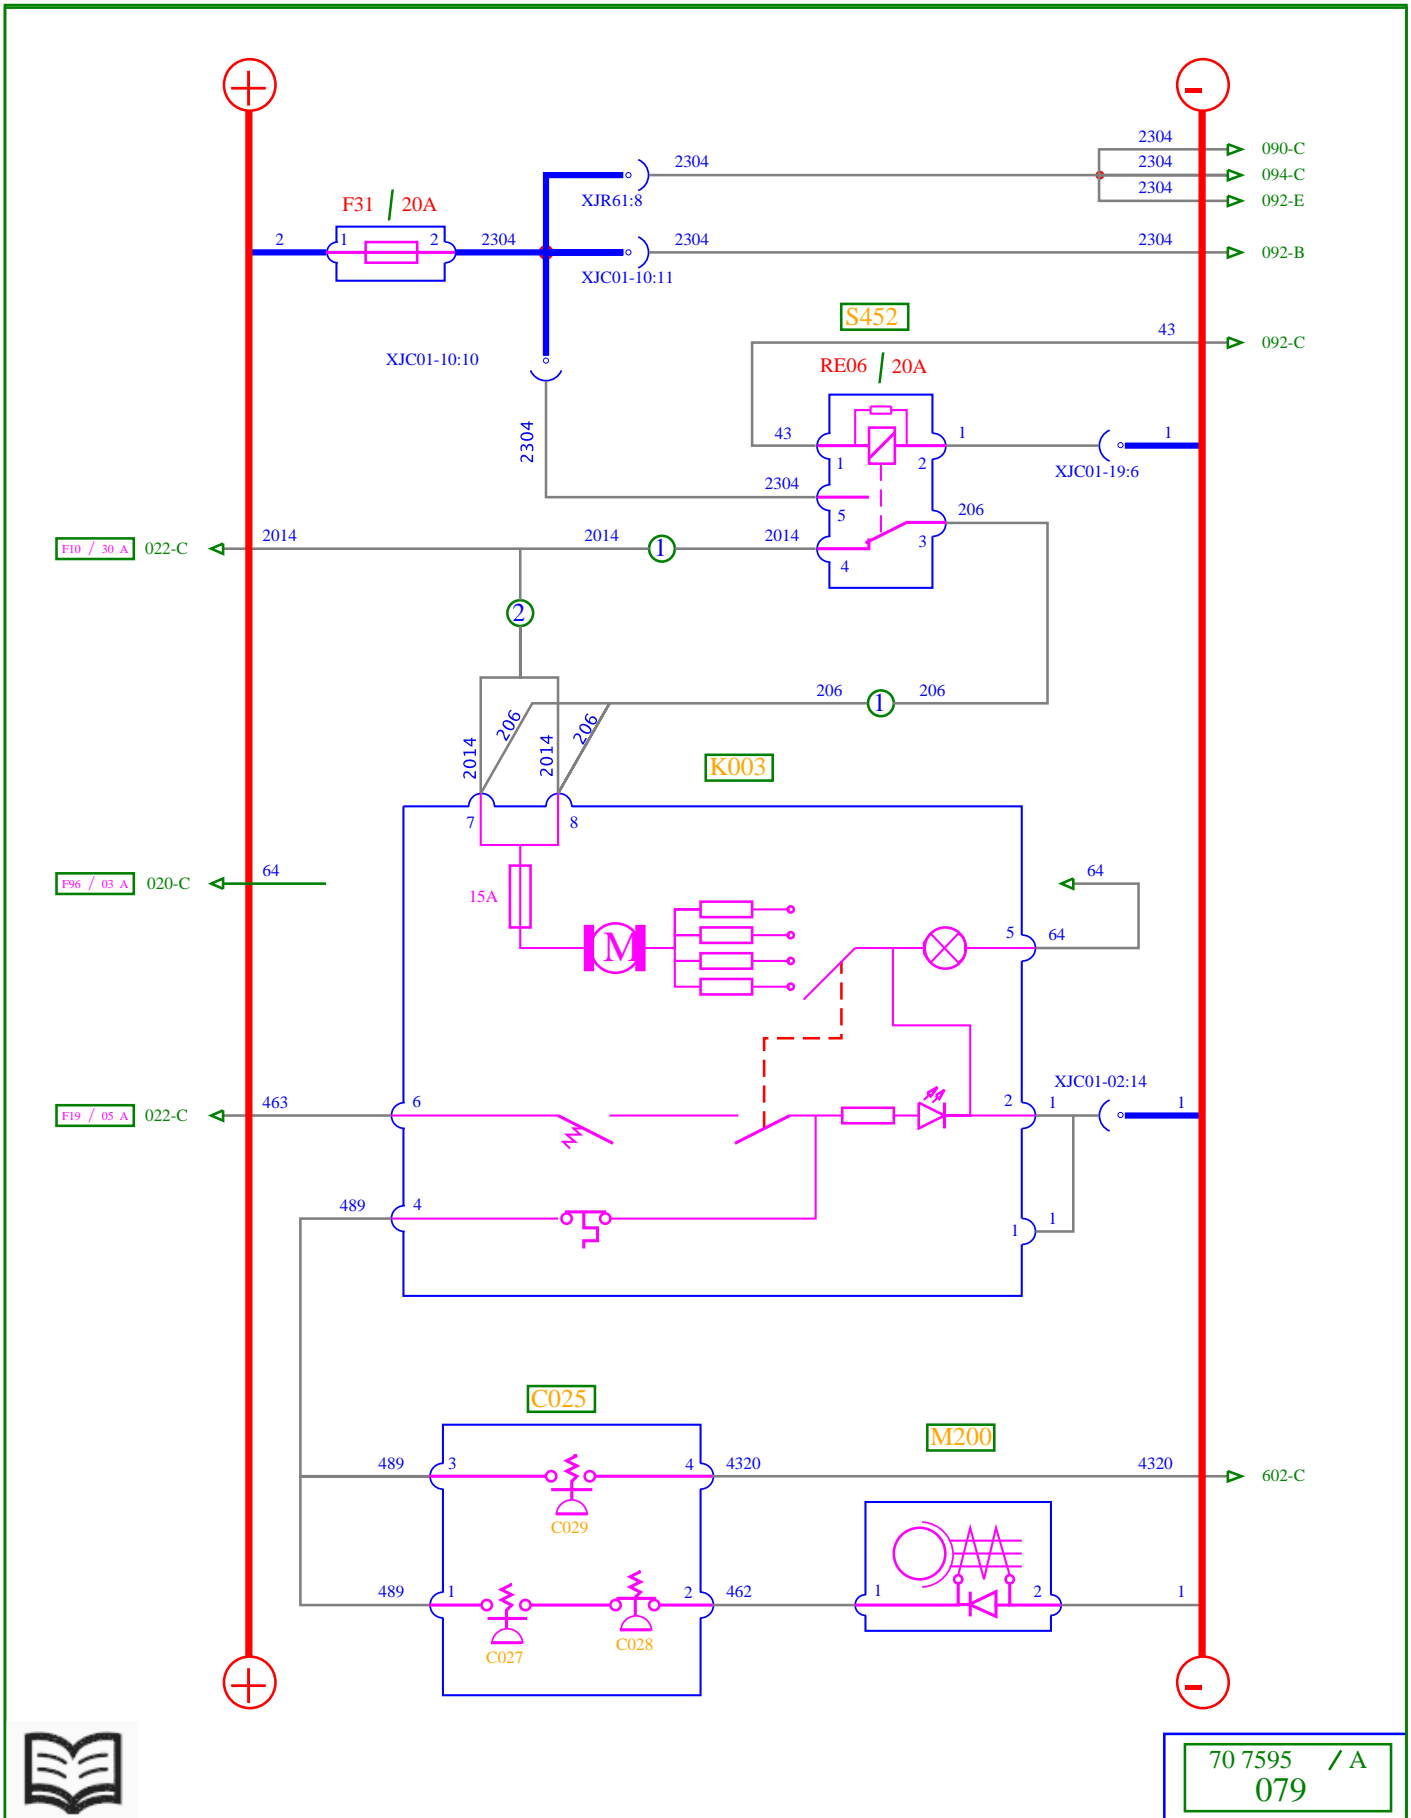 2304
090-C
2304
094-C
2304
XJR61:8
2304
092-E
F31 / 20A
2
1
2
2304
2304
2304
092-B
XJC01-10:11
S452
43
092-C
XJC01-10:10
RE06 / 20A
2304
43
1
2
1
1
XJC01-19:6
2304
5
206
F10 / 30 A
022-C
2014
2014
1
2014
3
4
2
206
1
206
2014
206
2014
206
K003
7
8
F96 / 03 A
020-C
64
64
15A
M
5
64
XJC01-02:14
F19 / 05 A
022-C
463
6
2
1
1
489
4
1
1
C025
M200
489
3
4
4320
4320
602-C
C029
489
1
2
462
1
2
1
C027
C028
70 7595 / A
079